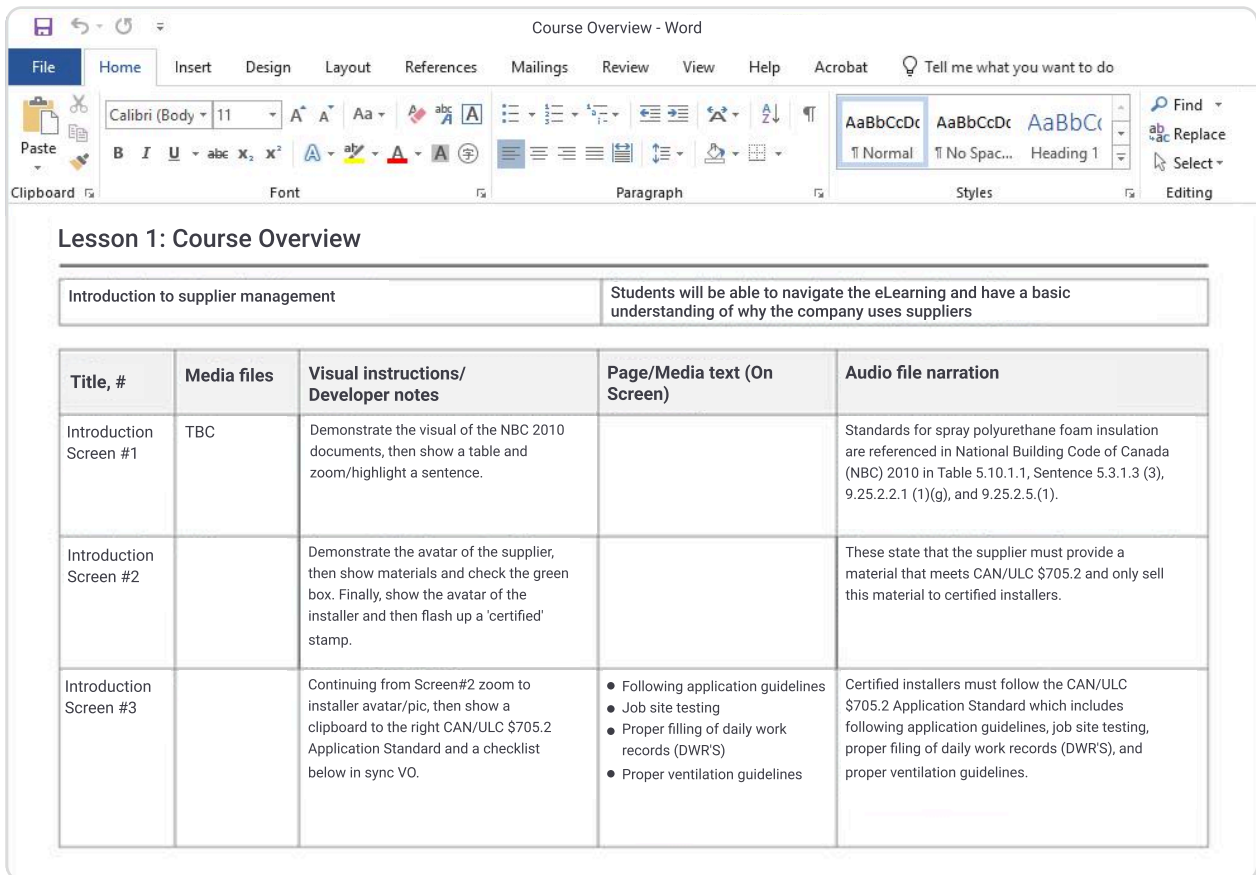 Course Overview - Word
File Home Insert Design Layout References Mailings Review View Help Acrobat Tell me what you want to do
Paste
Clipboard
Calibri (Body 11 A A Aa abc A A
B I U abc X₂ X² A ab A A 字
Font
A Z
Paragraph
AaBbCcDc AaBbCcDc AaBbCc
¶ Normal ¶ No Spac... Heading 1
Styles
Find
Replace
Select
Editing
Lesson 1: Course Overview
Introduction to supplier management
Students will be able to navigate the eLearning and have a basic
understanding of why the company uses suppliers
Title, #
Media files
Visual instructions/
Developer notes
Page/Media text (On
Screen)
Audio file narration
Introduction
Screen #1
TBC
Demonstrate the visual of the NBC 2010
documents, then show a table and
zoom/highlight a sentence.
Standards for spray polyurethane foam insulation
are referenced in National Building Code of Canada
(NBC) 2010 in Table 5.10.1.1, Sentence 5.3.1.3 (3),
9.25.2.2.1 (1)(g), and 9.25.2.5.(1).
Introduction
Screen #2
Demonstrate the avatar of the supplier,
then show materials and check the green
box. Finally, show the avatar of the
installer and then flash up a 'certified'
stamp.
These state that the supplier must provide a
material that meets CAN/ULC $705.2 and only sell
this material to certified installers.
Introduction
Screen #3
Continuing from Screen#2 zoom to
installer avatar/pic, then show a
clipboard to the right CAN/ULC $705.2
Application Standard and a checklist
below in sync VO.
● Following application guidelines
● Job site testing
● Proper filling of daily work
records (DWR'S)
● Proper ventilation guidelines
Certified installers must follow the CAN/ULC
$705.2 Application Standard which includes
following application guidelines, job site testing,
proper filing of daily work records (DWR'S), and
proper ventilation guidelines.